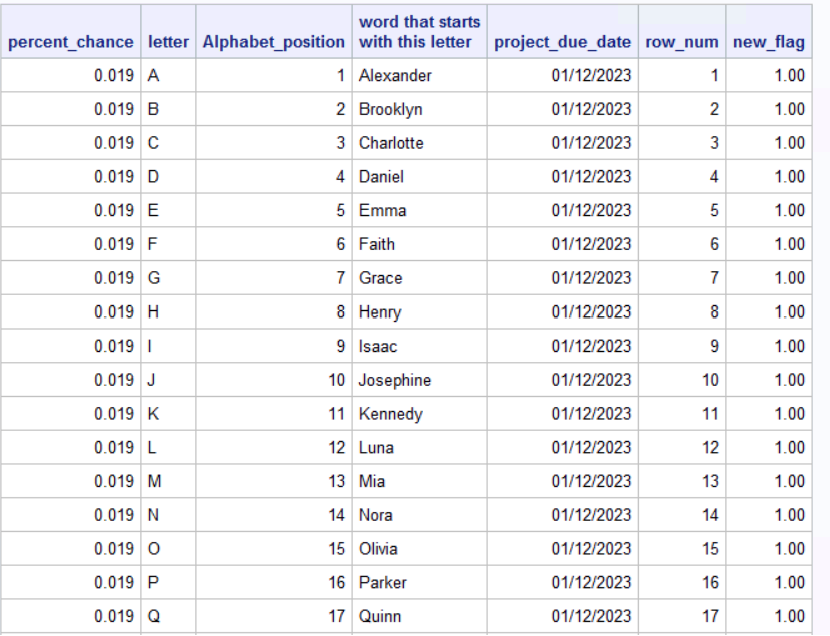 percent_chance letter Alphabet_position word that starts with this letter project_due_date row_num new_flag
0.019 A 1 Alexander 01/12/2023 1 1.00
0.019 B 2 Brooklyn 01/12/2023 2 1.00
0.019 C 3 Charlotte 01/12/2023 3 1.00
0.019 D 4 Daniel 01/12/2023 4 1.00
0.019 E 5 Emma 01/12/2023 5 1.00
0.019 F 6 Faith 01/12/2023 6 1.00
0.019 G 7 Grace 01/12/2023 7 1.00
0.019 H 8 Henry 01/12/2023 8 1.00
0.019 I 9 Isaac 01/12/2023 9 1.00
0.019 J 10 Josephine 01/12/2023 10 1.00
0.019 K 11 Kennedy 01/12/2023 11 1.00
0.019 L 12 Luna 01/12/2023 12 1.00
0.019 M 13 Mia 01/12/2023 13 1.00
0.019 N 14 Nora 01/12/2023 14 1.00
0.019 O 15 Olivia 01/12/2023 15 1.00
0.019 P 16 Parker 01/12/2023 16 1.00
0.019 Q 17 Quinn 01/12/2023 17 1.00